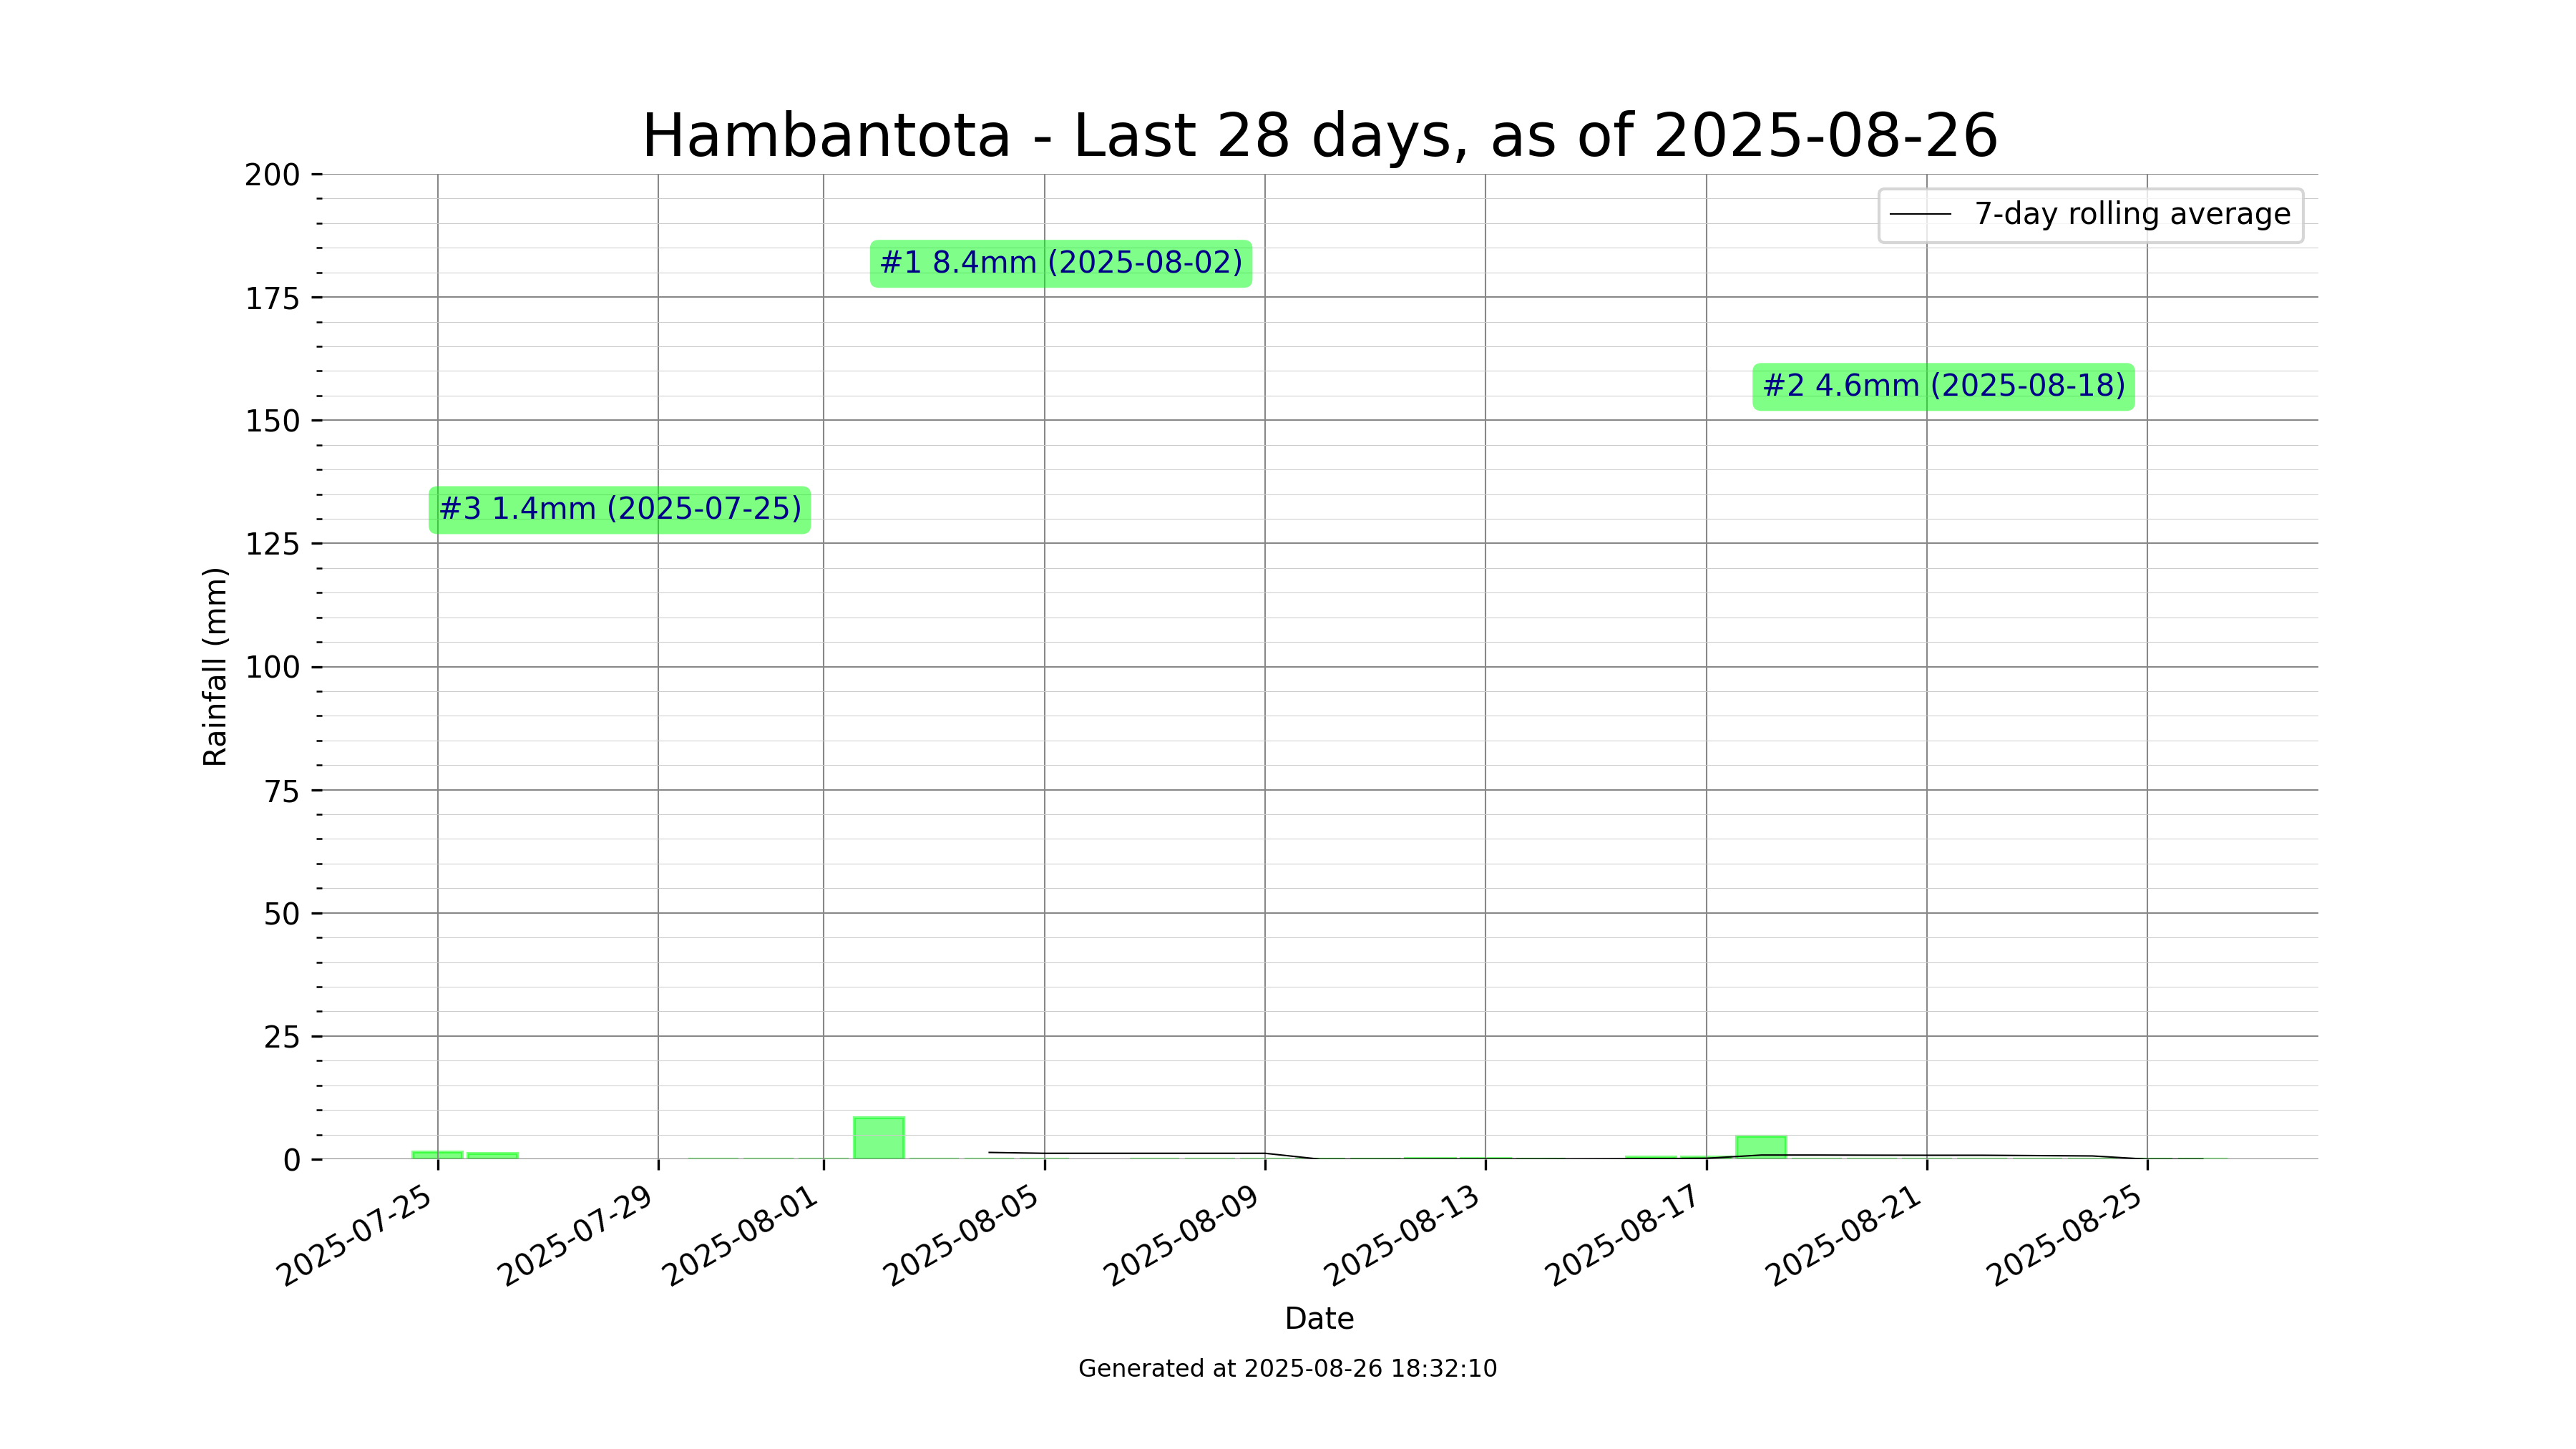 Hambantota - Last 28 days, as of 2025-08-26
7-day rolling average
#1 8.4mm (2025-08-02)
#2 4.6mm (2025-08-18)
#3 1.4mm (2025-07-25)
Rainfall (mm)
200
175
150
125
100
75
50
25
0
2025-07-25
2025-07-29
2025-08-01
2025-08-05
2025-08-09
2025-08-13
2025-08-17
2025-08-21
2025-08-25
Date
Generated at 2025-08-26 18:32:10